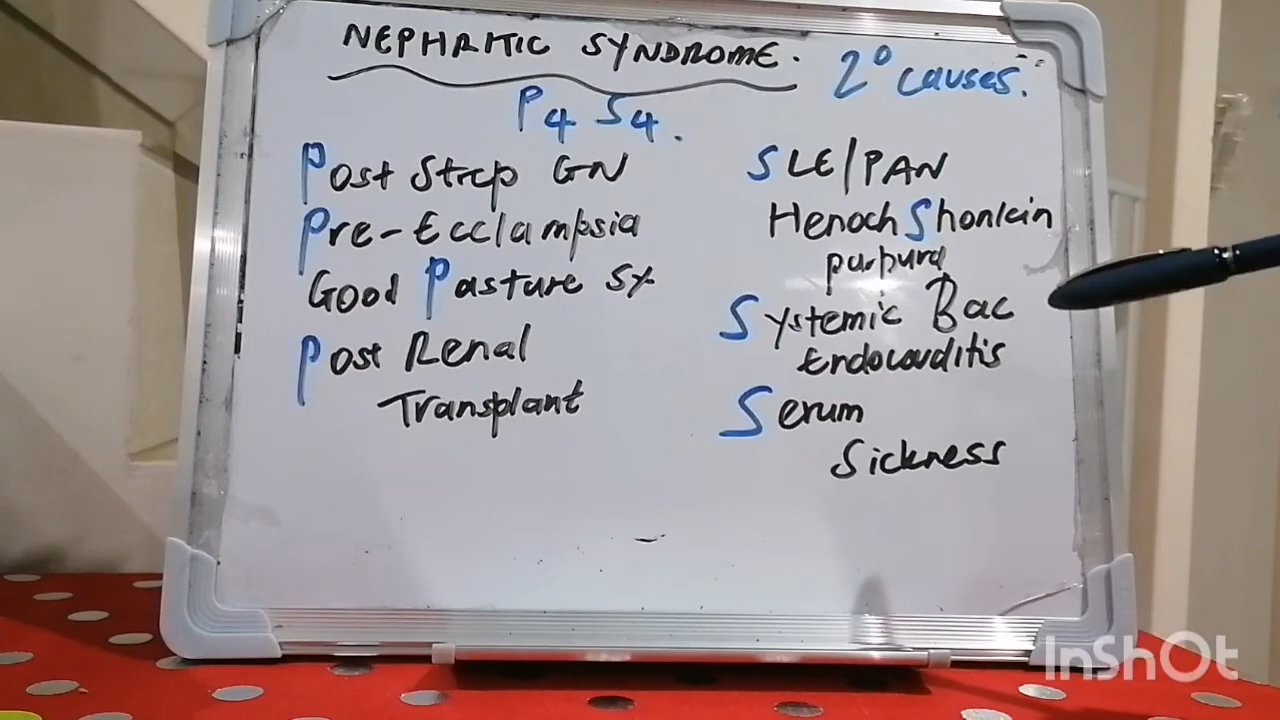 NEPHRITIC SYNDROME.
2° causes.
P4 S4.
Post Strep GN
Pre-Ecclampsia
Good Pasture Sx
Post Renal
Transplant
SLE/PAN
Henoch Shonlein
purpura
Systemic Bac
Endocarditis
Serum
Sickness
InShOt